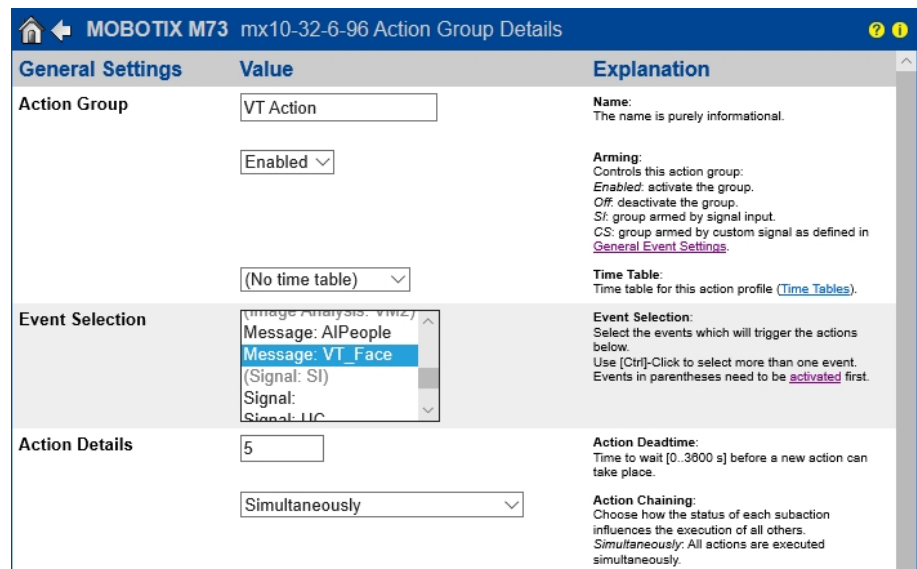 MOBOTIX M73 mx10-32-6-96 Action Group Details ? i
General Settings Value Explanation
Action Group
VT Action
Name:
The name is purely informational.
Enabled
Arming:
Controls this action group:
Enabled: activate the group.
Off: deactivate the group.
SI: group armed by signal input.
CS: group armed by custom signal as defined in
General Event Settings.
(No time table)
Time Table:
Time table for this action profile (Time Tables).
Event Selection
(Image Analysis: VM2)
Message: AIPeople
Message: VT_Face
(Signal: SI)
Signal:
Signal: UC
Event Selection:
Select the events which will trigger the actions
below.
Use [Ctrl]-Click to select more than one event.
Events in parentheses need to be activated first.
Action Details
5
Action Deadtime:
Time to wait [0..3600 s] before a new action can
take place.
Simultaneously
Action Chaining:
Choose how the status of each subaction
influences the execution of all others.
Simultaneously: All actions are executed
simultaneously.